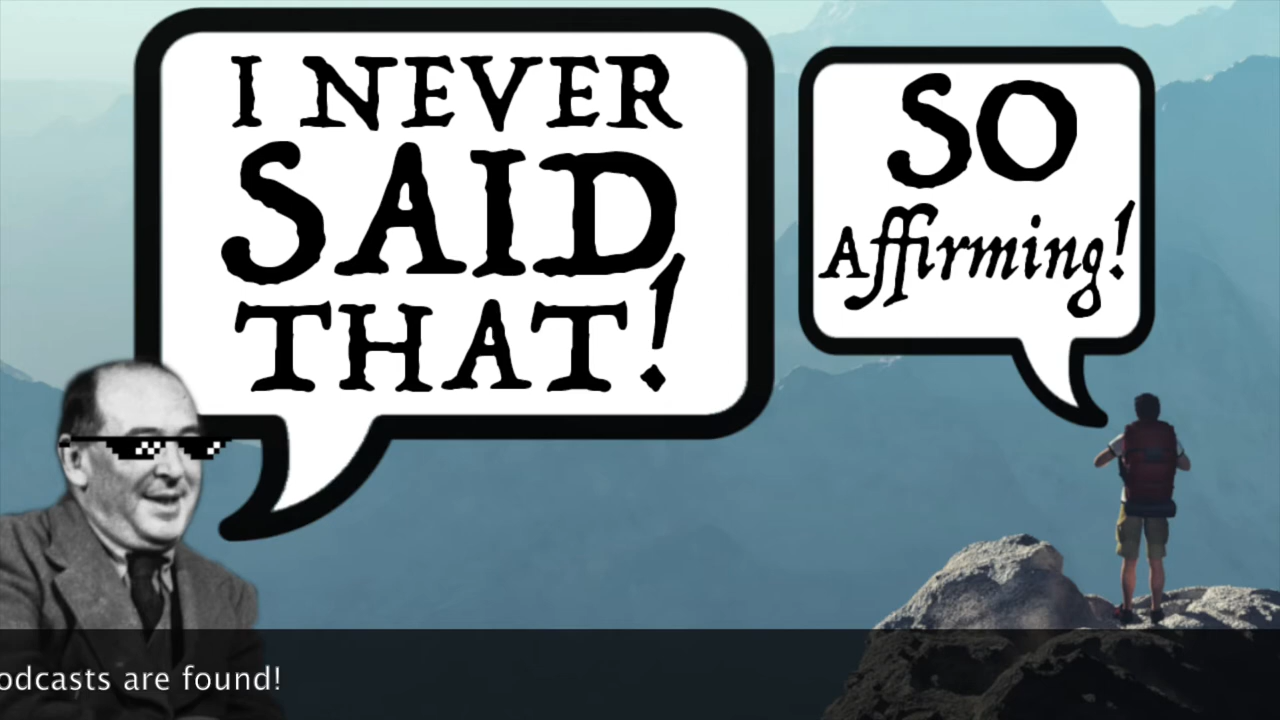 I NEVER
SAID
THAT!
SO
Affirming!
odcasts are found!